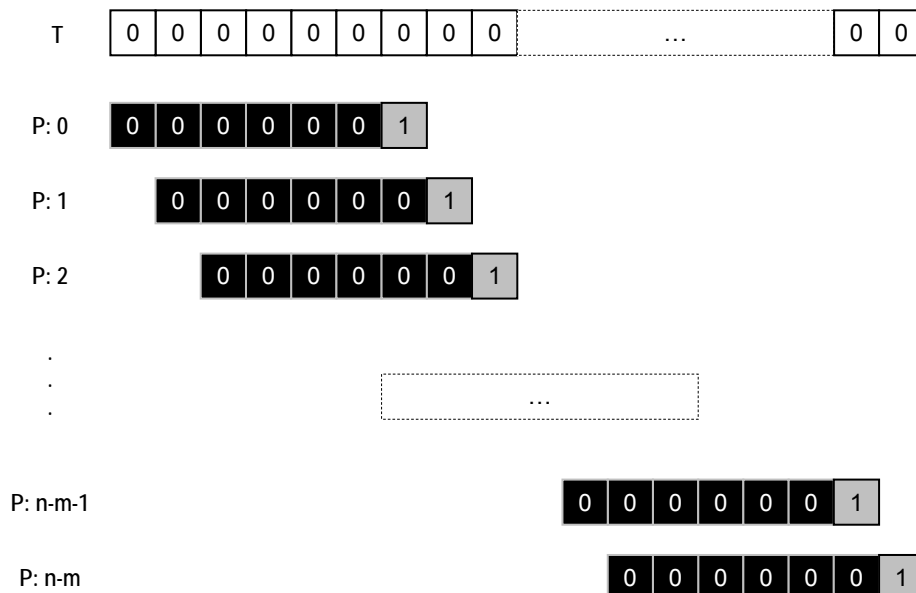 T 0 0 0 0 0 0 0 0 0 ... 0 0
P: 0 0 0 0 0 0 0 1
P: 1 0 0 0 0 0 0 1
P: 2 0 0 0 0 0 0 1
.
.
. ...
P: n-m-1 0 0 0 0 0 0 1
P: n-m 0 0 0 0 0 0 1